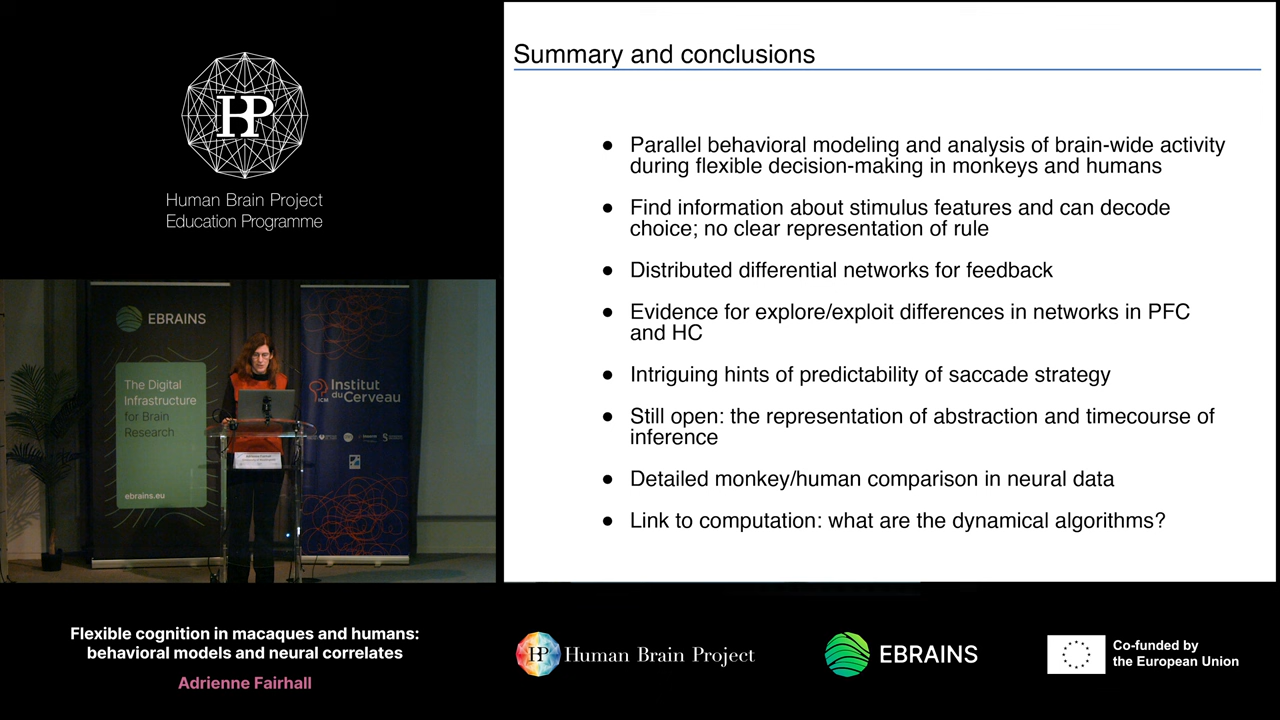 HP
Human Brain Project
Education Programme
Summary and conclusions
● Parallel behavioral modeling and analysis of brain-wide activity
during flexible decision-making in monkeys and humans
● Find information about stimulus features and can decode
choice; no clear representation of rule
● Distributed differential networks for feedback
● Evidence for explore/exploit differences in networks in PFC
and HC
● Intriguing hints of predictability of saccade strategy
● Still open: the representation of abstraction and timecourse of
inference
● Detailed monkey/human comparison in neural data
● Link to computation: what are the dynamical algorithms?
EBRAINS
The Digital
Infrastructure
for Brain
Research
ebrains.eu
Institut
du Cerveau
ICM
Flexible cognition in macaques and humans:
behavioral models and neural correlates
Adrienne Fairhall
HP Human Brain Project
EBRAINS
Co-funded by
the European Union